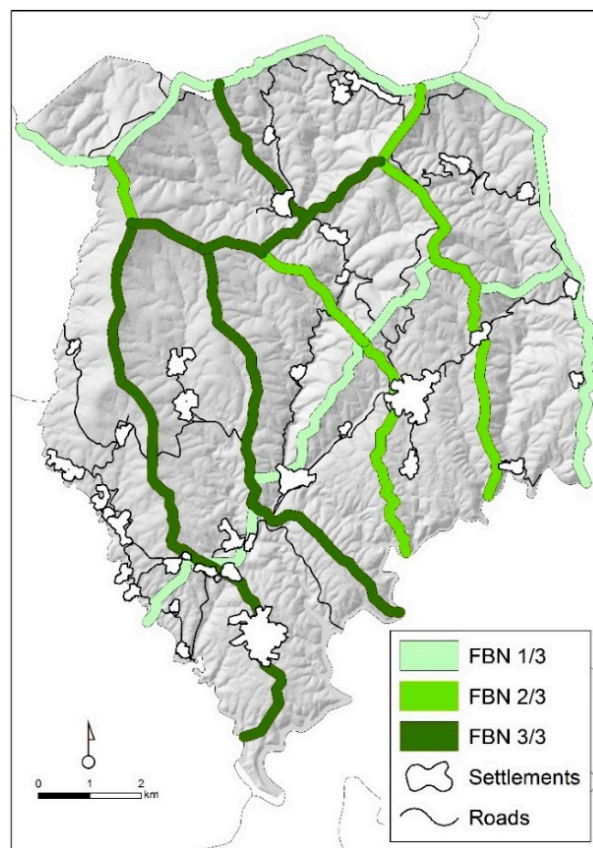 FBN 1/3
FBN 2/3
FBN 3/3
Settlements
Roads
0 1 2
km